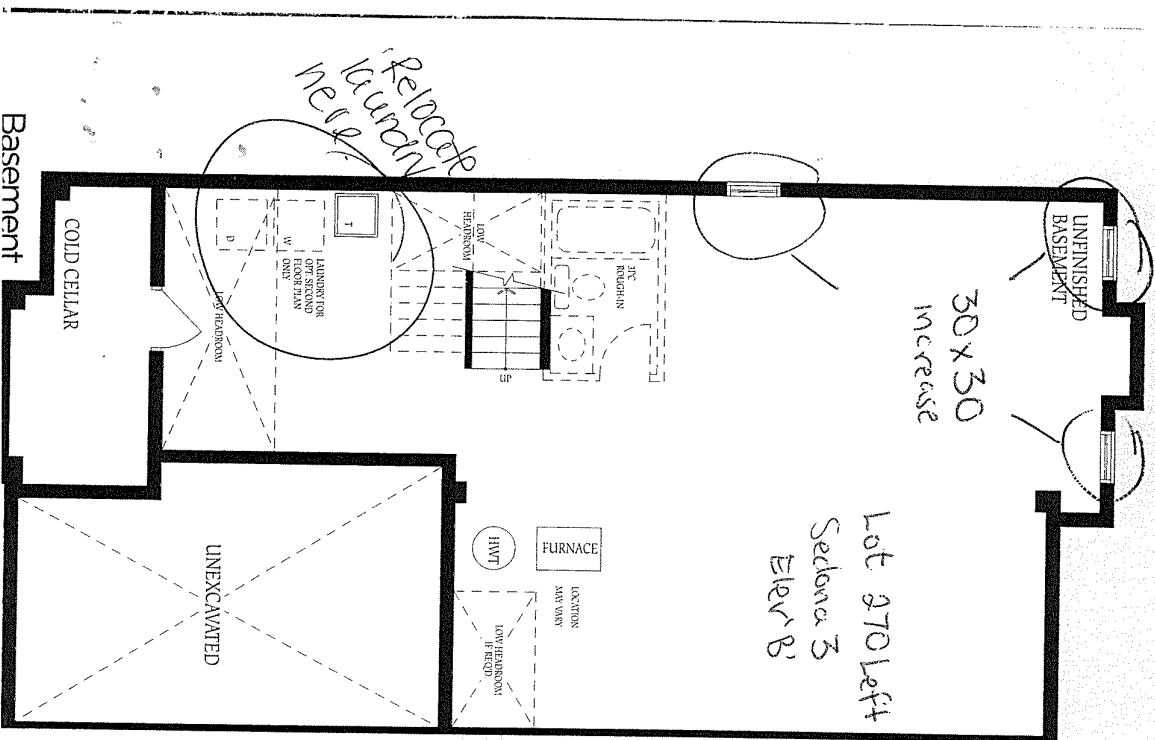 Relocate
laundry
here
UNFINISHED
BASEMENT
30 x 30
increase
Lot 270 Left
Sedona 3
Elev 'B'
3PC
ROUGH-IN
LOW
HEADROOM
UP
T
W
D
LAUNDRY FOR
OPT. SECOND
FLOOR PLAN
ONLY
LOW HEADROOM
FURNACE
HWT
LOCATION
MAY VARY
LOW HEADROOM
IF REQ'D.
COLD CELLAR
UNEXCAVATED
Basement